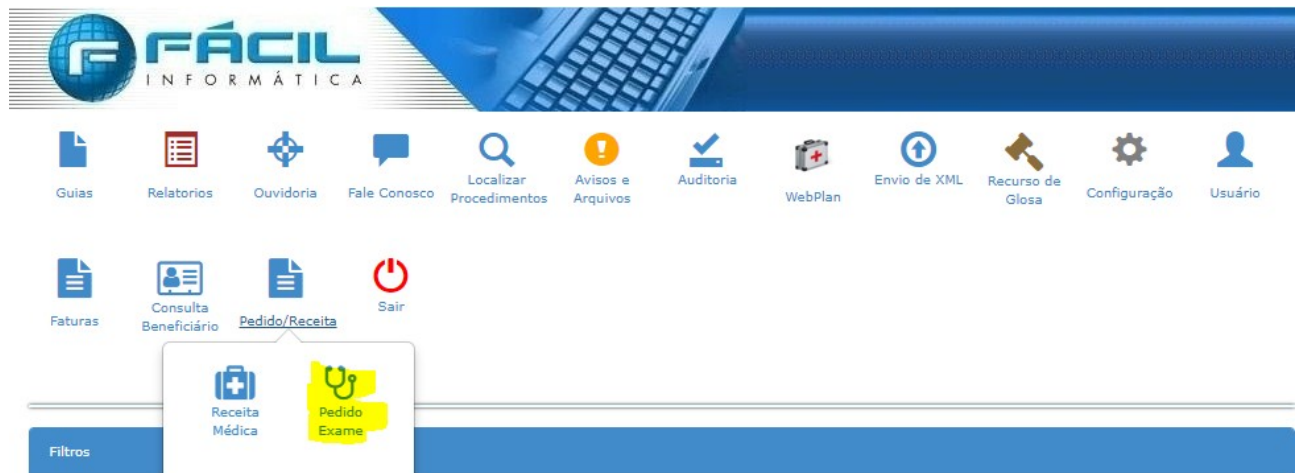 FÁCIL
INFORMÁTICA
Guias
Relatorios
Ouvidoria
Fale Conosco
Localizar
Procedimentos
Avisos e
Arquivos
Auditoria
WebPlan
Envio de XML
Recurso de
Glosa
Configuração
Usuário
Faturas
Consulta
Beneficiário
Pedido/Receita
Sair
Receita
Médica
Pedido
Exame
Filtros